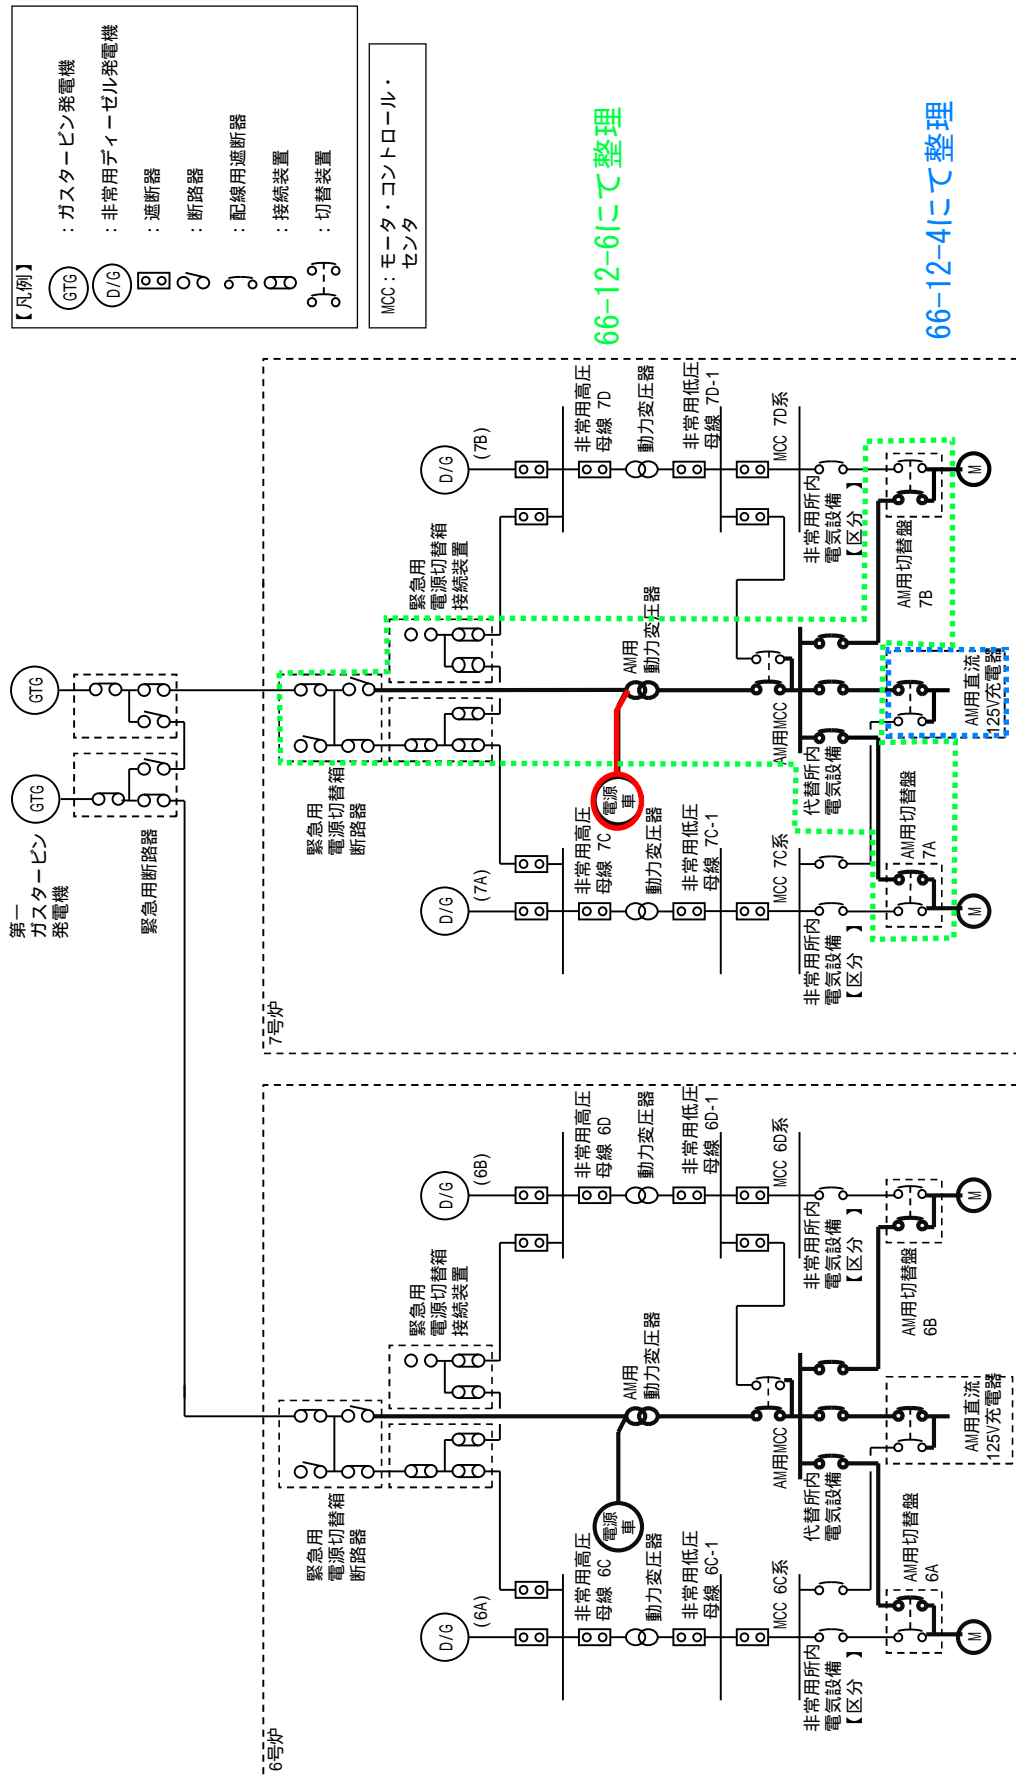 【凡例】
GTG
：ガスタービン発電機
D/G
：非常用ディーゼル発電機
：遮断器
：断路器
：配線用遮断器
：接続装置
：切替装置
MCC：モータ・コントロール・
センタ
66-12-6にて整理
66-12-4にて整理
第一
ガスタービン
発電機
GTG
GTG
緊急用断路器
7号炉
緊急用
電源切替箱
断路器
緊急用
電源切替箱
接続装置
D/G
(7A)
D/G
(7B)
非常用高圧
母線 7C
非常用高圧
母線 7D
電源
車
AM用
動力変圧器
動力変圧器
動力変圧器
非常用低圧
母線 7C-1
非常用低圧
母線 7D-1
MCC 7C系
AM用MCC
MCC 7D系
非常用所内
電気設備
【区分　】
代替所内
電気設備
非常用所内
電気設備
【区分　】
AM用切替盤
7A
AM用切替盤
7B
AM用直流
125V充電器
M
M
6号炉
緊急用
電源切替箱
断路器
緊急用
電源切替箱
接続装置
D/G
(6A)
D/G
(6B)
非常用高圧
母線 6C
非常用高圧
母線 6D
電源
車
AM用
動力変圧器
動力変圧器
動力変圧器
非常用低圧
母線 6C-1
非常用低圧
母線 6D-1
MCC 6C系
AM用MCC
MCC 6D系
非常用所内
電気設備
【区分　】
代替所内
電気設備
非常用所内
電気設備
【区分　】
AM用切替盤
6A
AM用切替盤
6B
AM用直流
125V充電器
M
M